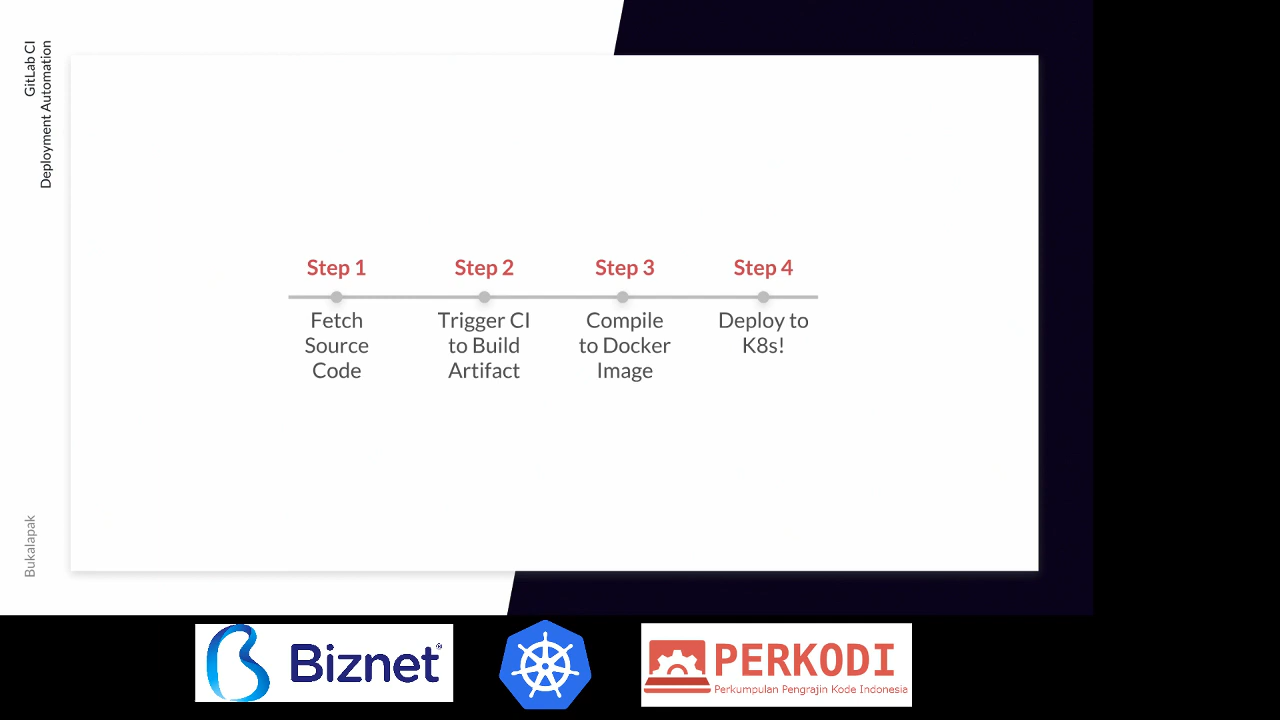 GitLab CI
Deployment Automation
Step 1
Fetch
Source
Code
Step 2
Trigger CI
to Build
Artifact
Step 3
Compile
to Docker
Image
Step 4
Deploy to
K8s!
Bukalapak
Biznet®
PERKODI
Perkumpulan Pengrajin Kode Indonesia